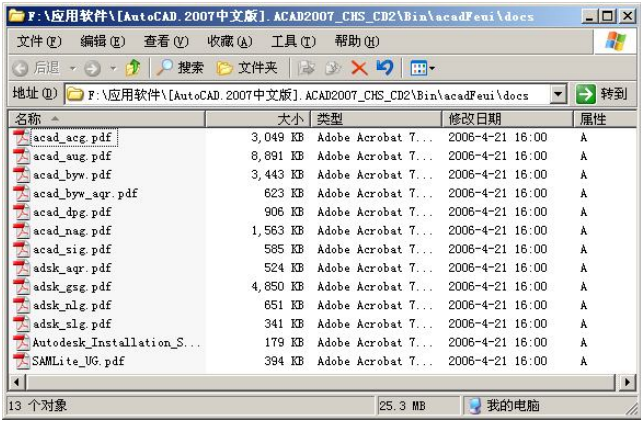 F:\应用软件\[AutoCAD.2007中文版].ACAD2007_CHS_CD2\Bin\acadFeui\docs
文件(F) 编辑(E) 查看(V) 收藏(A) 工具(T) 帮助(H)
后退 搜索 文件夹
地址(D) F:\应用软件\[AutoCAD.2007中文版].ACAD2007_CHS_CD2\Bin\acadFeui\docs 转到
名称 大小 类型 修改日期 属性
acad_acg.pdf 3,049 KB Adobe Acrobat 7... 2006-4-21 16:00 A
acad_aug.pdf 8,891 KB Adobe Acrobat 7... 2006-4-21 16:00 A
acad_byw.pdf 3,443 KB Adobe Acrobat 7... 2006-4-21 16:00 A
acad_byw_aqr.pdf 623 KB Adobe Acrobat 7... 2006-4-21 16:00 A
acad_dpg.pdf 906 KB Adobe Acrobat 7... 2006-4-21 16:00 A
acad_nag.pdf 1,563 KB Adobe Acrobat 7... 2006-4-21 16:00 A
acad_sig.pdf 585 KB Adobe Acrobat 7... 2006-4-21 16:00 A
adsk_aqr.pdf 524 KB Adobe Acrobat 7... 2006-4-21 16:00 A
adsk_gsg.pdf 4,850 KB Adobe Acrobat 7... 2006-4-21 16:00 A
adsk_nlg.pdf 651 KB Adobe Acrobat 7... 2006-4-21 16:00 A
adsk_slg.pdf 341 KB Adobe Acrobat 7... 2006-4-21 16:00 A
Autodesk_Installation_S... 179 KB Adobe Acrobat 7... 2006-4-21 16:00 A
SAMLite_UG.pdf 394 KB Adobe Acrobat 7... 2006-4-21 16:00 A
13 个对象 25.3 MB 我的电脑